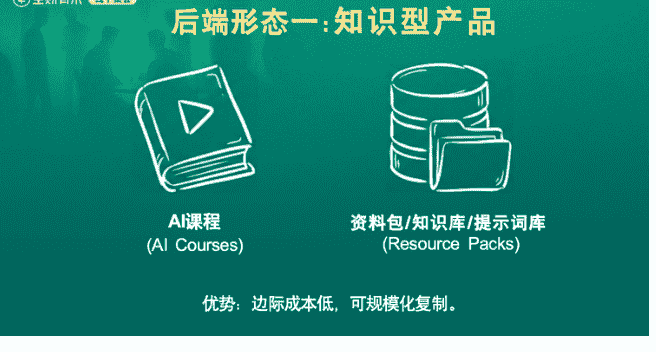 后端形态一:知识型产品
AI课程
(AI Courses)
资料包/知识库/提示词库
(Resource Packs)
优势：边际成本低，可规模化复制。